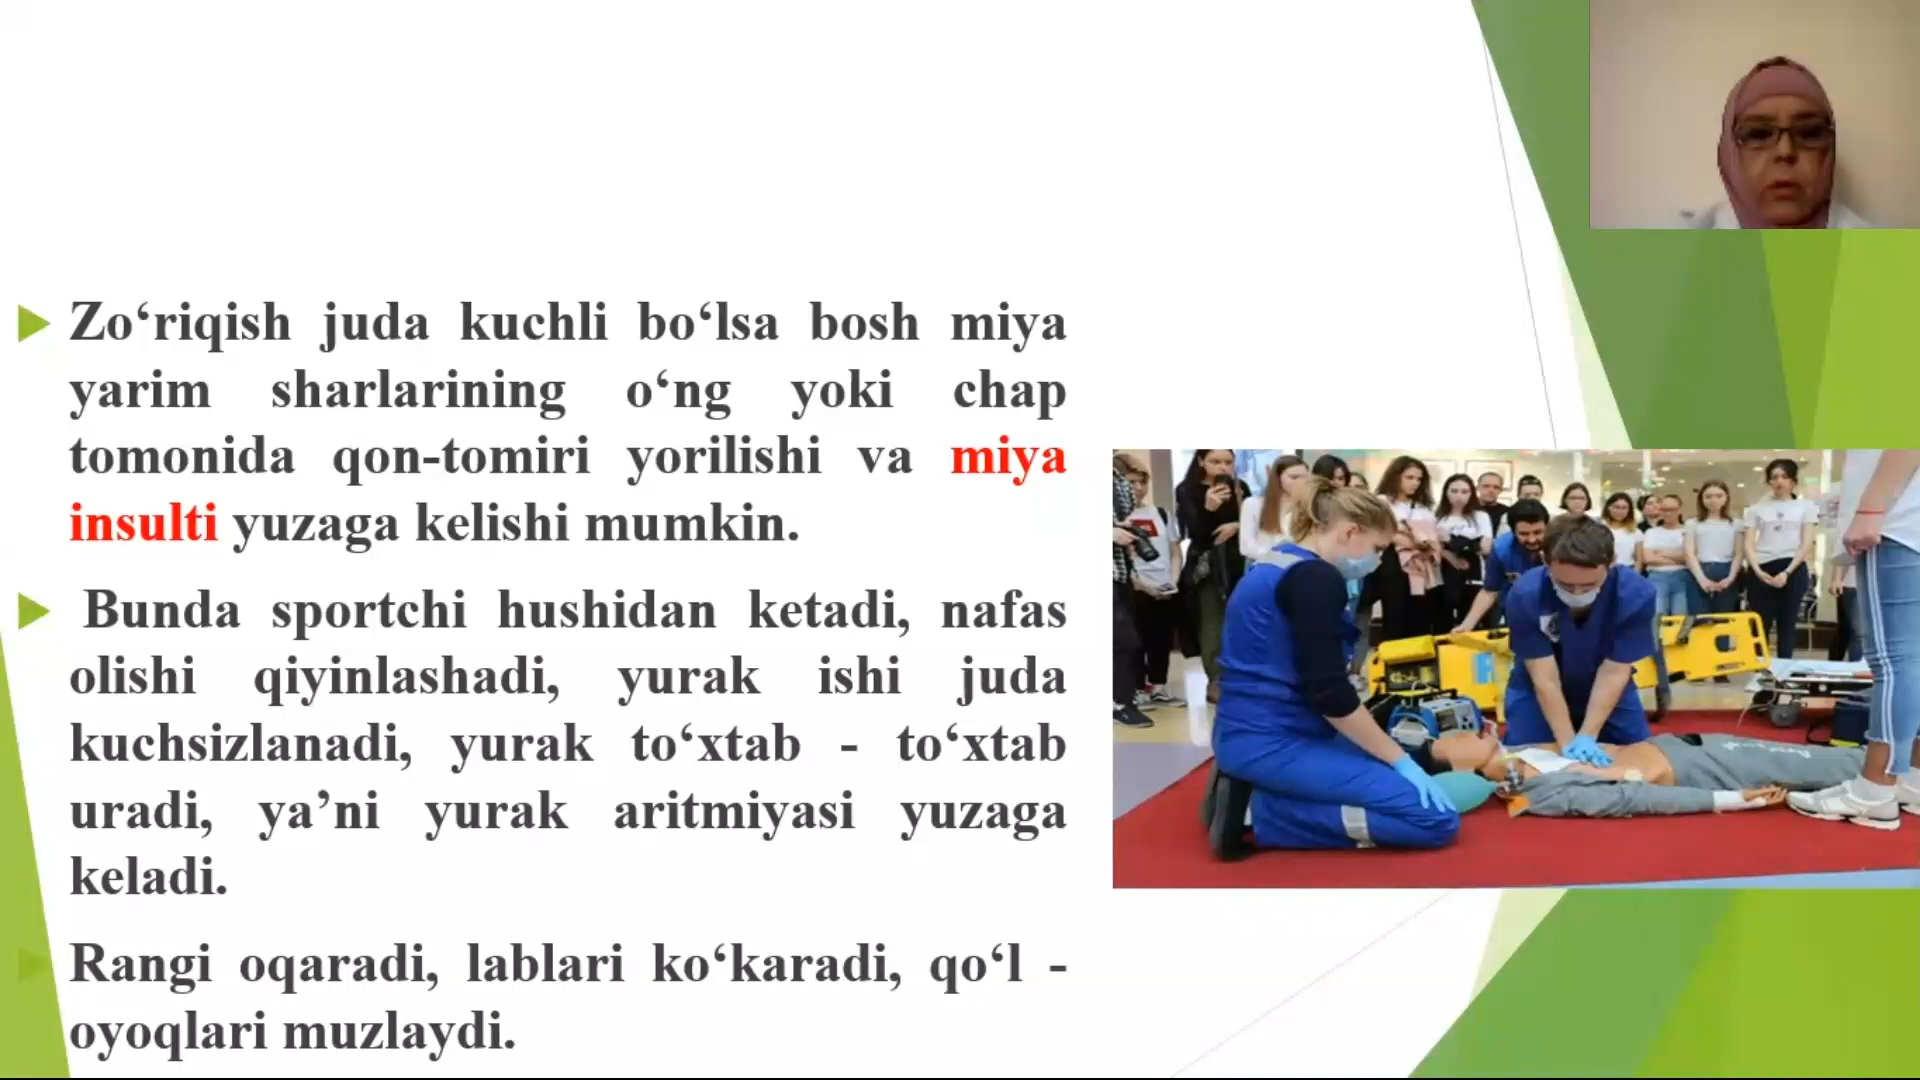 Zo‘riqish juda kuchli bo‘lsa bosh miya
yarim sharlarining o‘ng yoki chap
tomonida qon-tomiri yorilishi va miya
insulti yuzaga kelishi mumkin.
Bunda sportchi hushidan ketadi, nafas
olishi qiyinlashadi, yurak ishi juda
kuchsizlanadi, yurak to‘xtab - to‘xtab
uradi, ya’ni yurak aritmiyasi yuzaga
keladi.
Rangi oqaradi, lablari ko‘karadi, qo‘l -
oyoqlari muzlaydi.